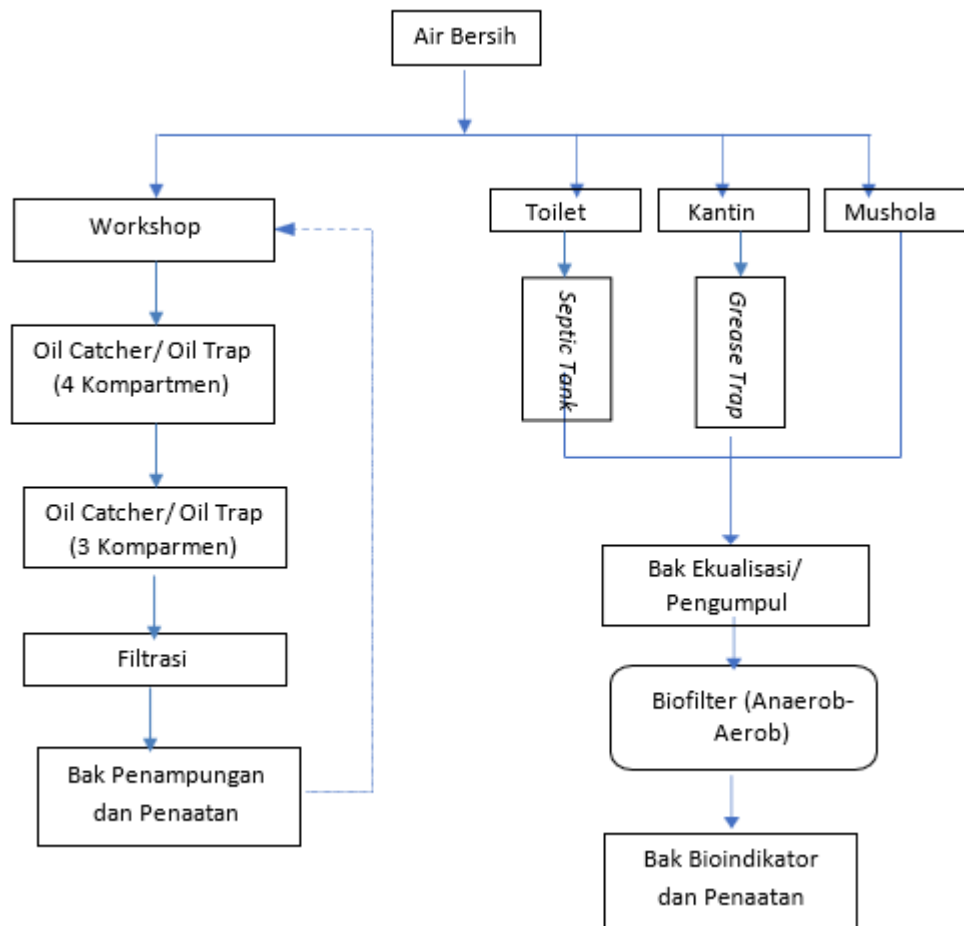 Air Bersih
Workshop
Toilet
Kantin
Mushola
Septic Tank
Grease Trap
Oil Catcher/ Oil Trap
(4 Kompartmen)
Oil Catcher/ Oil Trap
(3 Komparmen)
Filtrasi
Bak Penampungan
dan Penaatan
Bak Ekualisasi/
Pengumpul
Biofilter (Anaerob-
Aerob)
Bak Bioindikator
dan Penaatan